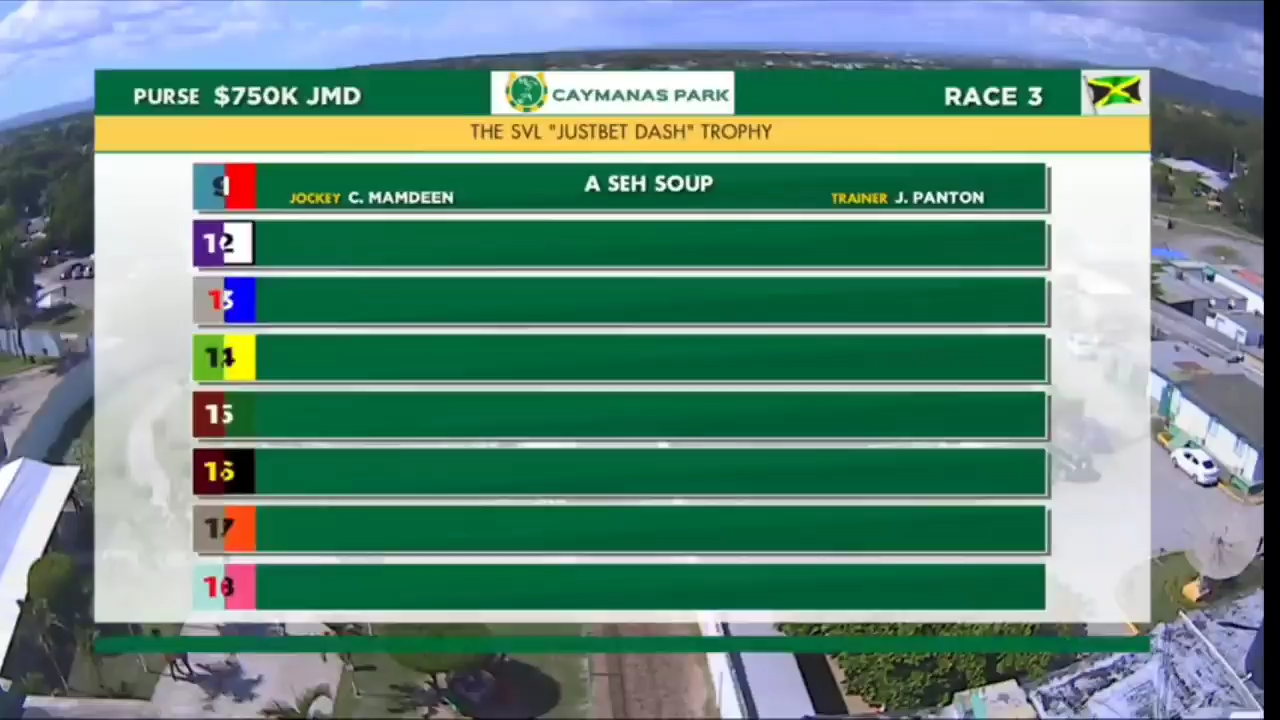 PURSE $750K JMD
CAYMANAS PARK
RACE 3
THE SVL "JUSTBET DASH" TROPHY
A SEH SOUP
JOCKEY C. MAMDEEN
TRAINER J. PANTON